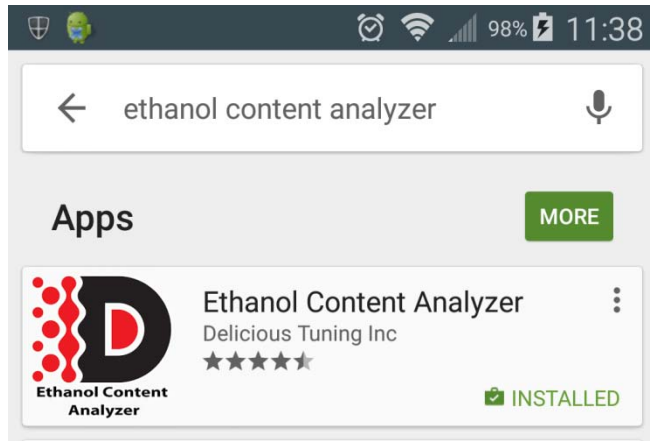 98% 11:38
ethanol content analyzer
Apps
MORE
Ethanol Content Analyzer
Delicious Tuning Inc
INSTALLED
D
Ethanol Content
Analyzer